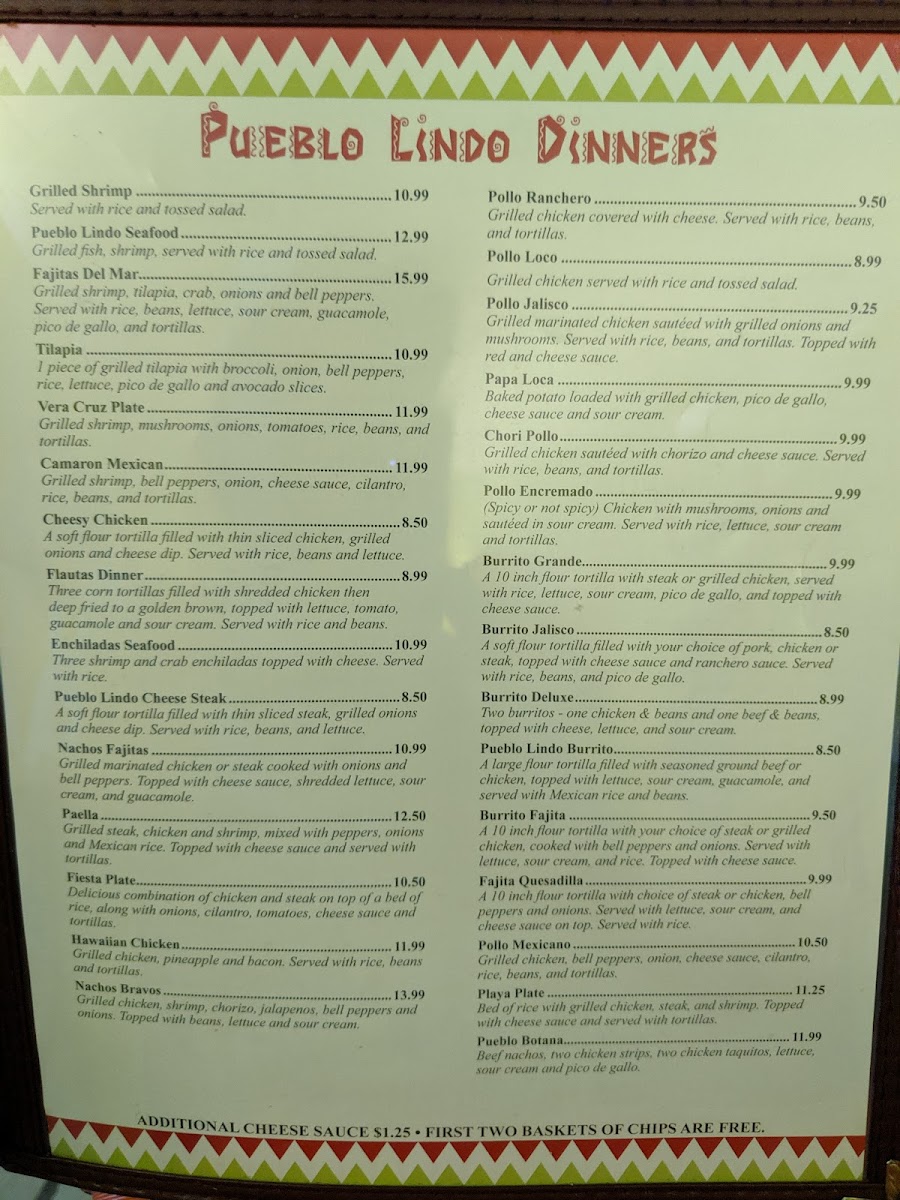 Pueblo Lindo Dinners
Grilled Shrimp 10.99
Served with rice and tossed salad.
Pueblo Lindo Seafood 12.99
Grilled fish, shrimp, served with rice and tossed salad.
Fajitas Del Mar 15.99
Grilled shrimp, tilapia, crab, onions and bell peppers.
Served with rice, beans, lettuce, sour cream, guacamole,
pico de gallo, and tortillas.
Tilapia 10.99
1 piece of grilled tilapia with broccoli, onion, bell peppers,
rice, lettuce, pico de gallo and avocado slices.
Vera Cruz Plate 11.99
Grilled shrimp, mushrooms, onions, tomatoes, rice, beans, and
tortillas.
Camaron Mexican 11.99
Grilled shrimp, bell peppers, onion, cheese sauce, cilantro,
rice, beans, and tortillas.
Cheesy Chicken 8.50
A soft flour tortilla filled with thin sliced chicken, grilled
onions and cheese dip. Served with rice, beans and lettuce.
Flautas Dinner 8.99
Three corn tortillas filled with shredded chicken then
deep fried to a golden brown, topped with lettuce, tomato,
guacamole and sour cream. Served with rice and beans.
Enchiladas Seafood 10.99
Three shrimp and crab enchiladas topped with cheese. Served
with rice.
Pueblo Lindo Cheese Steak 8.50
A soft flour tortilla filled with thin sliced steak, grilled onions
and cheese dip. Served with rice, beans, and lettuce.
Nachos Fajitas 10.99
Grilled marinated chicken or steak cooked with onions and
bell peppers. Topped with cheese sauce, shredded lettuce, sour
cream, and guacamole.
Paella 12.50
Grilled steak, chicken and shrimp, mixed with peppers, onions
and Mexican rice. Topped with cheese sauce and served with
tortillas.
Fiesta Plate 10.50
Delicious combination of chicken and steak on top of a bed of
rice, along with onions, cilantro, tomatoes, cheese sauce and
tortillas.
Hawaiian Chicken 11.99
Grilled chicken, pineapple and bacon. Served with rice, beans
and tortillas.
Nachos Bravos 13.99
Grilled chicken, shrimp, chorizo, jalapenos, bell peppers and
onions. Topped with beans, lettuce and sour cream.
Pollo Ranchero 9.50
Grilled chicken covered with cheese. Served with rice, beans,
and tortillas.
Pollo Loco 8.99
Grilled chicken served with rice and tossed salad.
Pollo Jalisco 9.25
Grilled marinated chicken sautéed with grilled onions and
mushrooms. Served with rice, beans, and tortillas. Topped with
red and cheese sauce.
Papa Loca 9.99
Baked potato loaded with grilled chicken, pico de gallo,
cheese sauce and sour cream.
Chori Pollo 9.99
Grilled chicken sautéed with chorizo and cheese sauce. Served
with rice, beans, and tortillas.
Pollo Encremado 9.99
(Spicy or not spicy) Chicken with mushrooms, onions and
sautéed in sour cream. Served with rice, lettuce, sour cream
and tortillas.
Burrito Grande 9.99
A 10 inch flour tortilla with steak or grilled chicken, served
with rice, lettuce, sour cream, pico de gallo, and topped with
cheese sauce.
Burrito Jalisco 8.50
A soft flour tortilla filled with your choice of pork, chicken or
steak, topped with cheese sauce and ranchero sauce. Served
with rice, beans, and pico de gallo.
Burrito Deluxe 8.99
Two burritos - one chicken & beans and one beef & beans,
topped with cheese, lettuce, and sour cream.
Pueblo Lindo Burrito 8.50
A large flour tortilla filled with seasoned ground beef or
chicken, topped with lettuce, sour cream, guacamole, and
served with Mexican rice and beans.
Burrito Fajita 9.50
A 10 inch flour tortilla with your choice of steak or grilled
chicken, cooked with bell peppers and onions. Served with
lettuce, sour cream, and rice. Topped with cheese sauce.
Fajita Quesadilla 9.99
A 10 inch flour tortilla with choice of steak or chicken, bell
peppers and onions. Served with lettuce, sour cream, and
cheese sauce on top. Served with rice.
Pollo Mexicano 10.50
Grilled chicken, bell peppers, onion, cheese sauce, cilantro,
rice, beans, and tortillas.
Playa Plate 11.25
Bed of rice with grilled chicken, steak, and shrimp. Topped
with cheese sauce and served with tortillas.
Pueblo Botana 11.99
Beef nachos, two chicken strips, two chicken taquitos, lettuce,
sour cream and pico de gallo.
ADDITIONAL CHEESE SAUCE $1.25 • FIRST TWO BASKETS OF CHIPS ARE FREE.